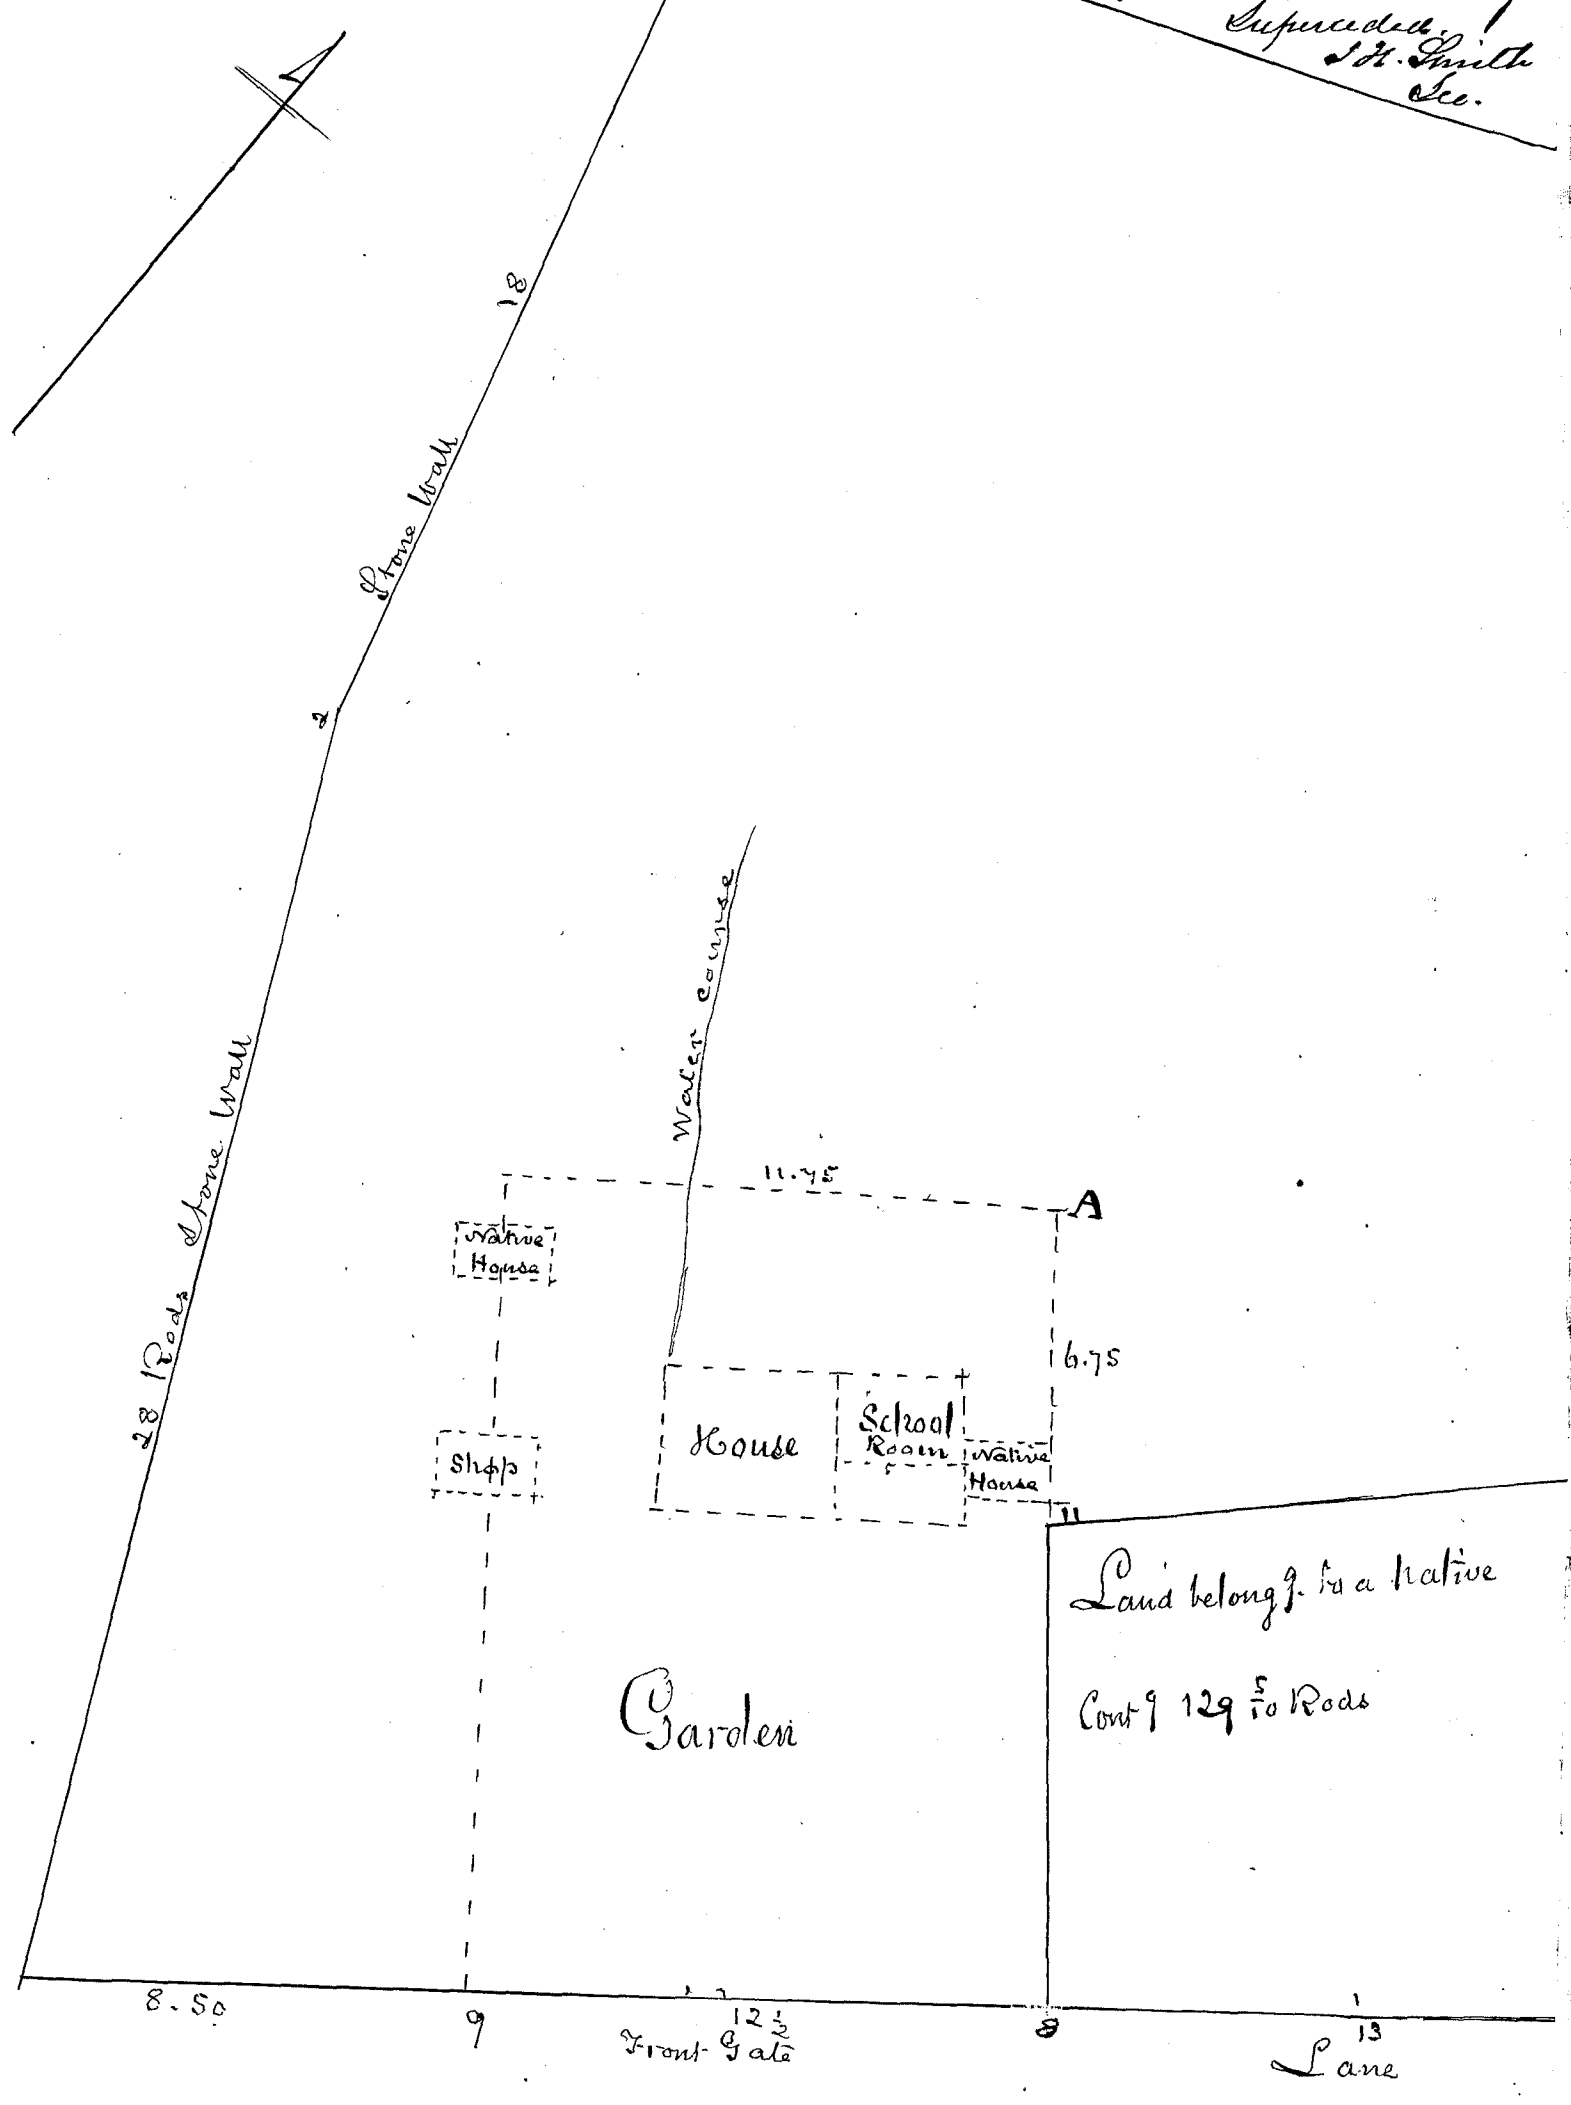 Superceded.
J H. Smith
Sec.
18
Stone Wall
2
28 Rods Stone Wall
Water course
11.75
A
Native
House
6.75
School
Room
House
Native
House
Shop
11
Land belongg. to a native
Garden
Contg 129 5/10 Rods
8.50
9
12 1/2
8
13
Front Gate
Lane